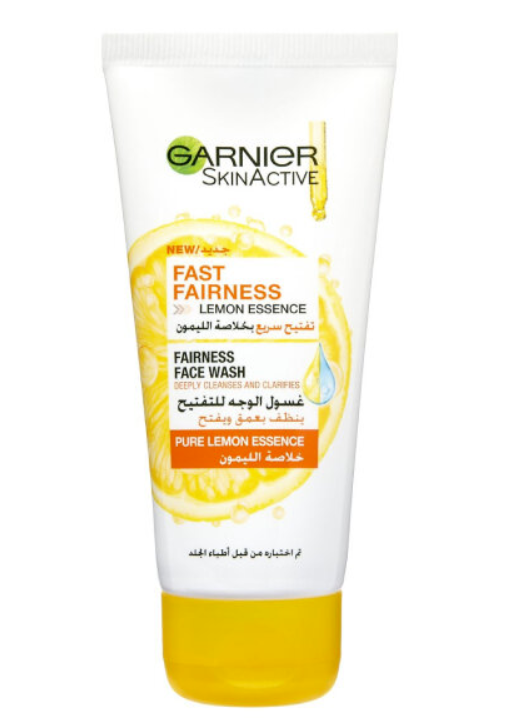 GARNIER
SKINACTIVE
NEW/جديد
FAST
FAIRNESS
LEMON ESSENCE
تفتيح سريع بخلاصة الليمون
FAIRNESS
FACE WASH
DEEPLY CLEANSES AND CLARIFIES
غسول الوجه للتفتيح
ينظف بعمق ويفتح
PURE LEMON ESSENCE
خلاصة الليمون
تم اختباره من قبل أطباء الجلد